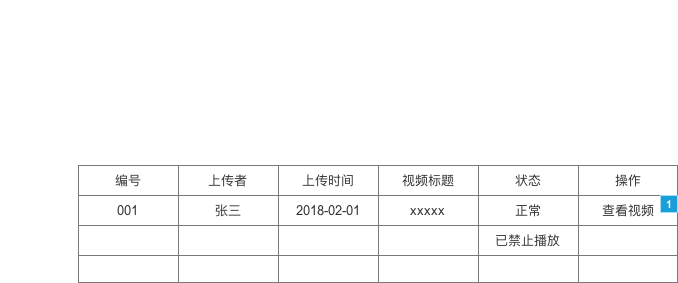 编号 上传者 上传时间 视频标题 状态 操作
001 张三 2018-02-01 xxxxx 正常 查看视频 1
已禁止播放